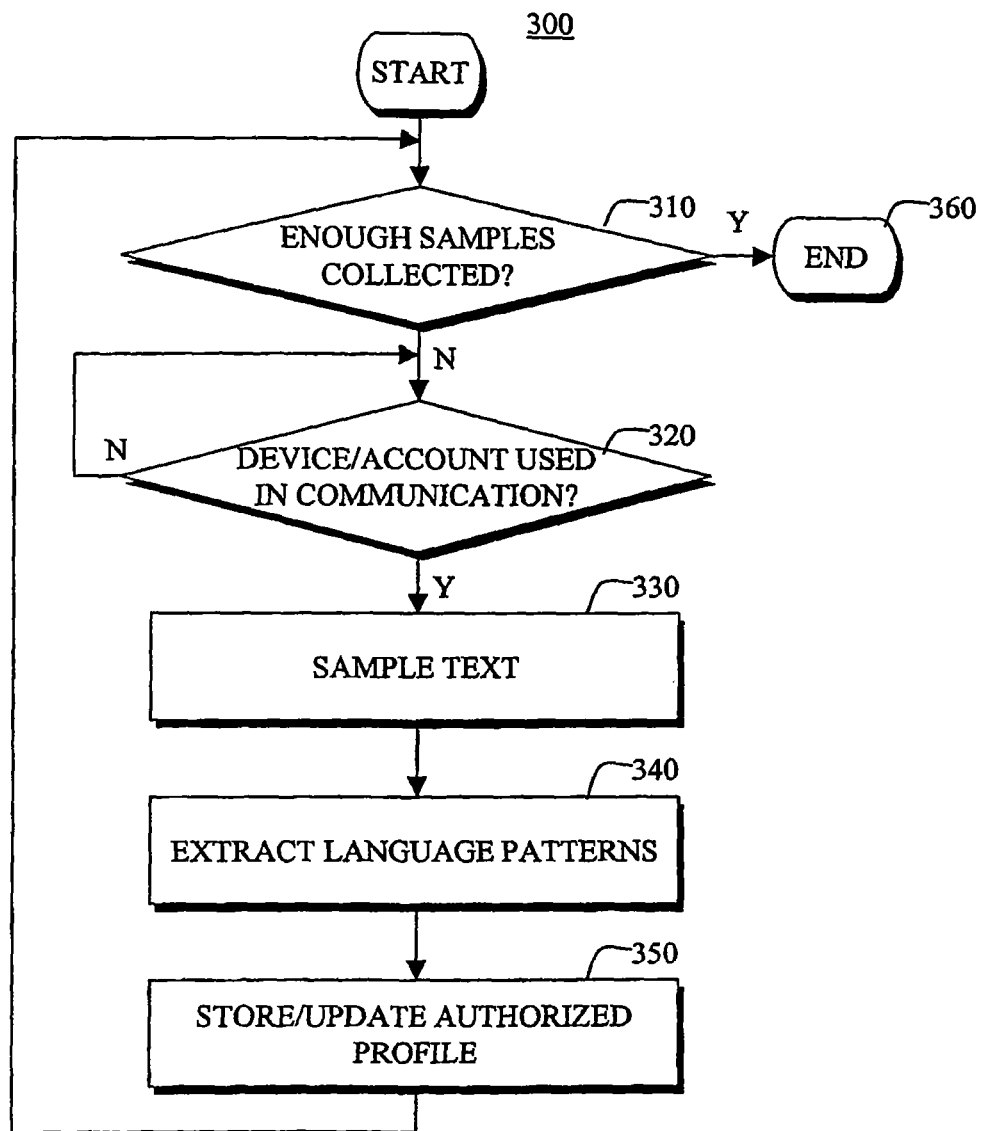 300
START
310
ENOUGH SAMPLES
COLLECTED?
Y
360
END
N
320
N
DEVICE/ACCOUNT USED
IN COMMUNICATION?
Y
330
SAMPLE TEXT
340
EXTRACT LANGUAGE PATTERNS
350
STORE/UPDATE AUTHORIZED
PROFILE